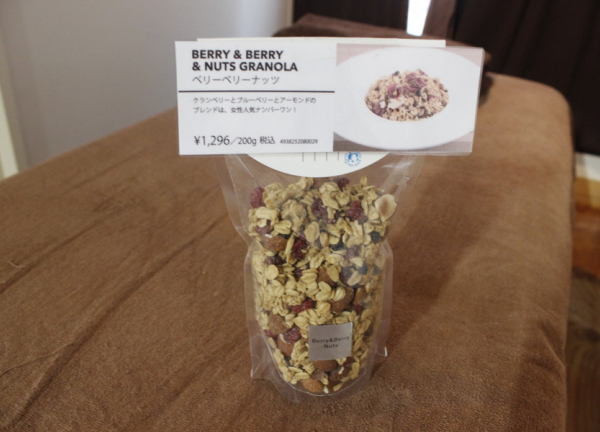 BERRY & BERRY
& NUTS GRANOLA
ベリーベリーナッツ
クランベリーとブルーベリーとアーモンドの
ブレンドは、女性人気ナンバーワン!
¥1,296/200g 税込 4938252080029
Berry&Berry
Nuts